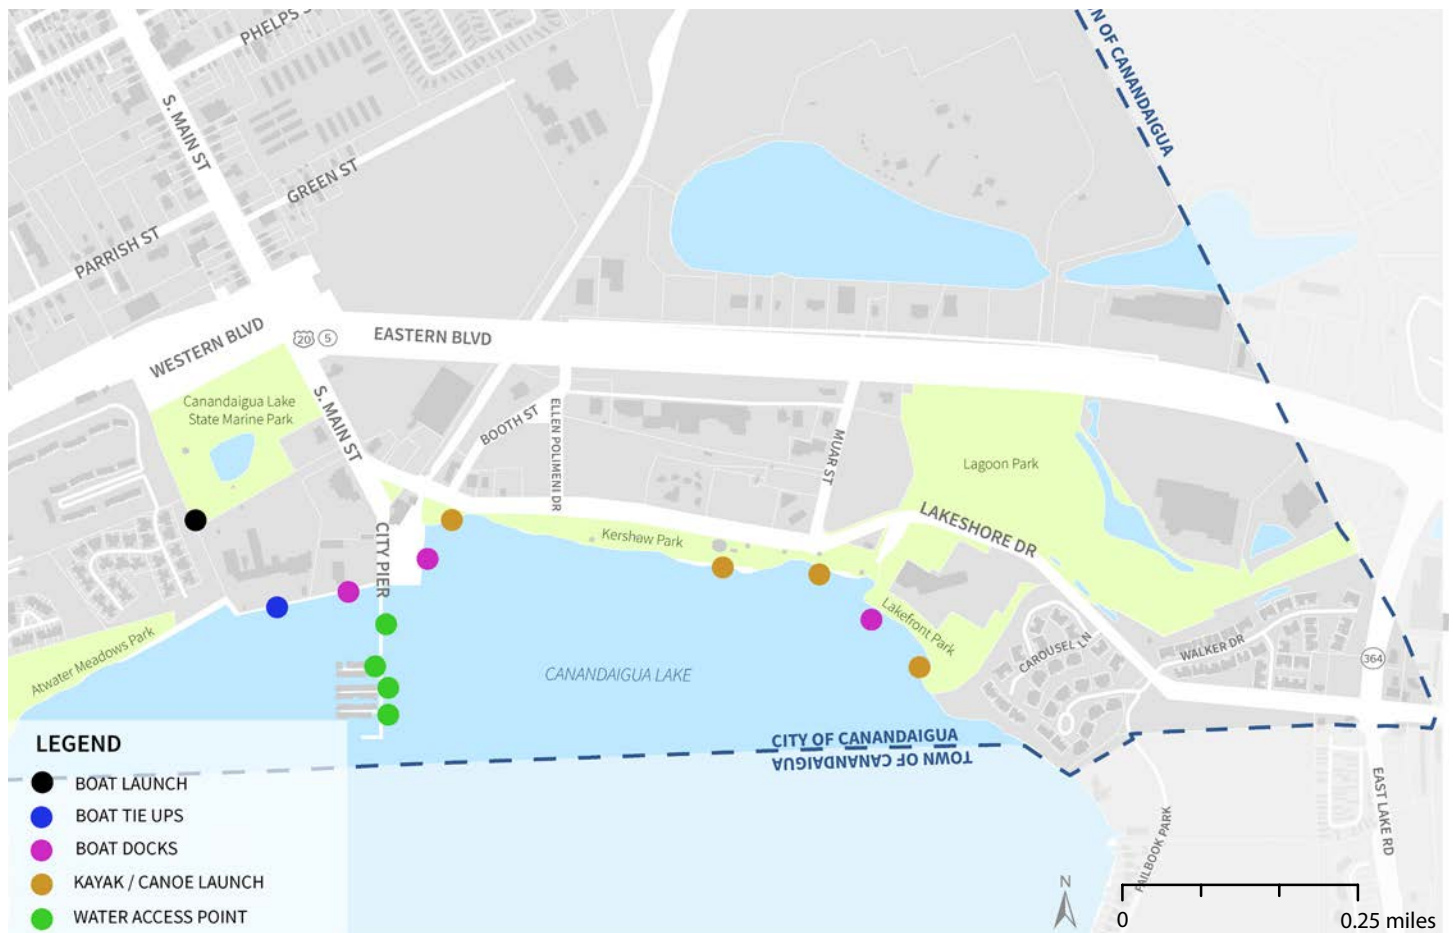 PHELPS S
N OF CANANDAIGUA
S. MAIN ST
GREEN ST
PARRISH ST
WESTERN BLVD
20
5
EASTERN BLVD
Canandaigua Lake
State Marine Park
S. MAIN ST
BOOTH ST
ELLEN POLIMENI DR
MUAR ST
Lagoon Park
LAKESHORE DR
CITY PIER
Kershaw Park
Lakefront Park
Atwater Meadows Park
CAROUSEL LN
WALKER DR
364
CANANDAIGUA LAKE
CITY OF CANANDAIGUA
TOWN OF CANANDAIGUA
EAST LAKE RD
FALLBROOK PARK
LEGEND
BOAT LAUNCH
BOAT TIE UPS
BOAT DOCKS
KAYAK / CANOE LAUNCH
WATER ACCESS POINT
N
0
0.25 miles